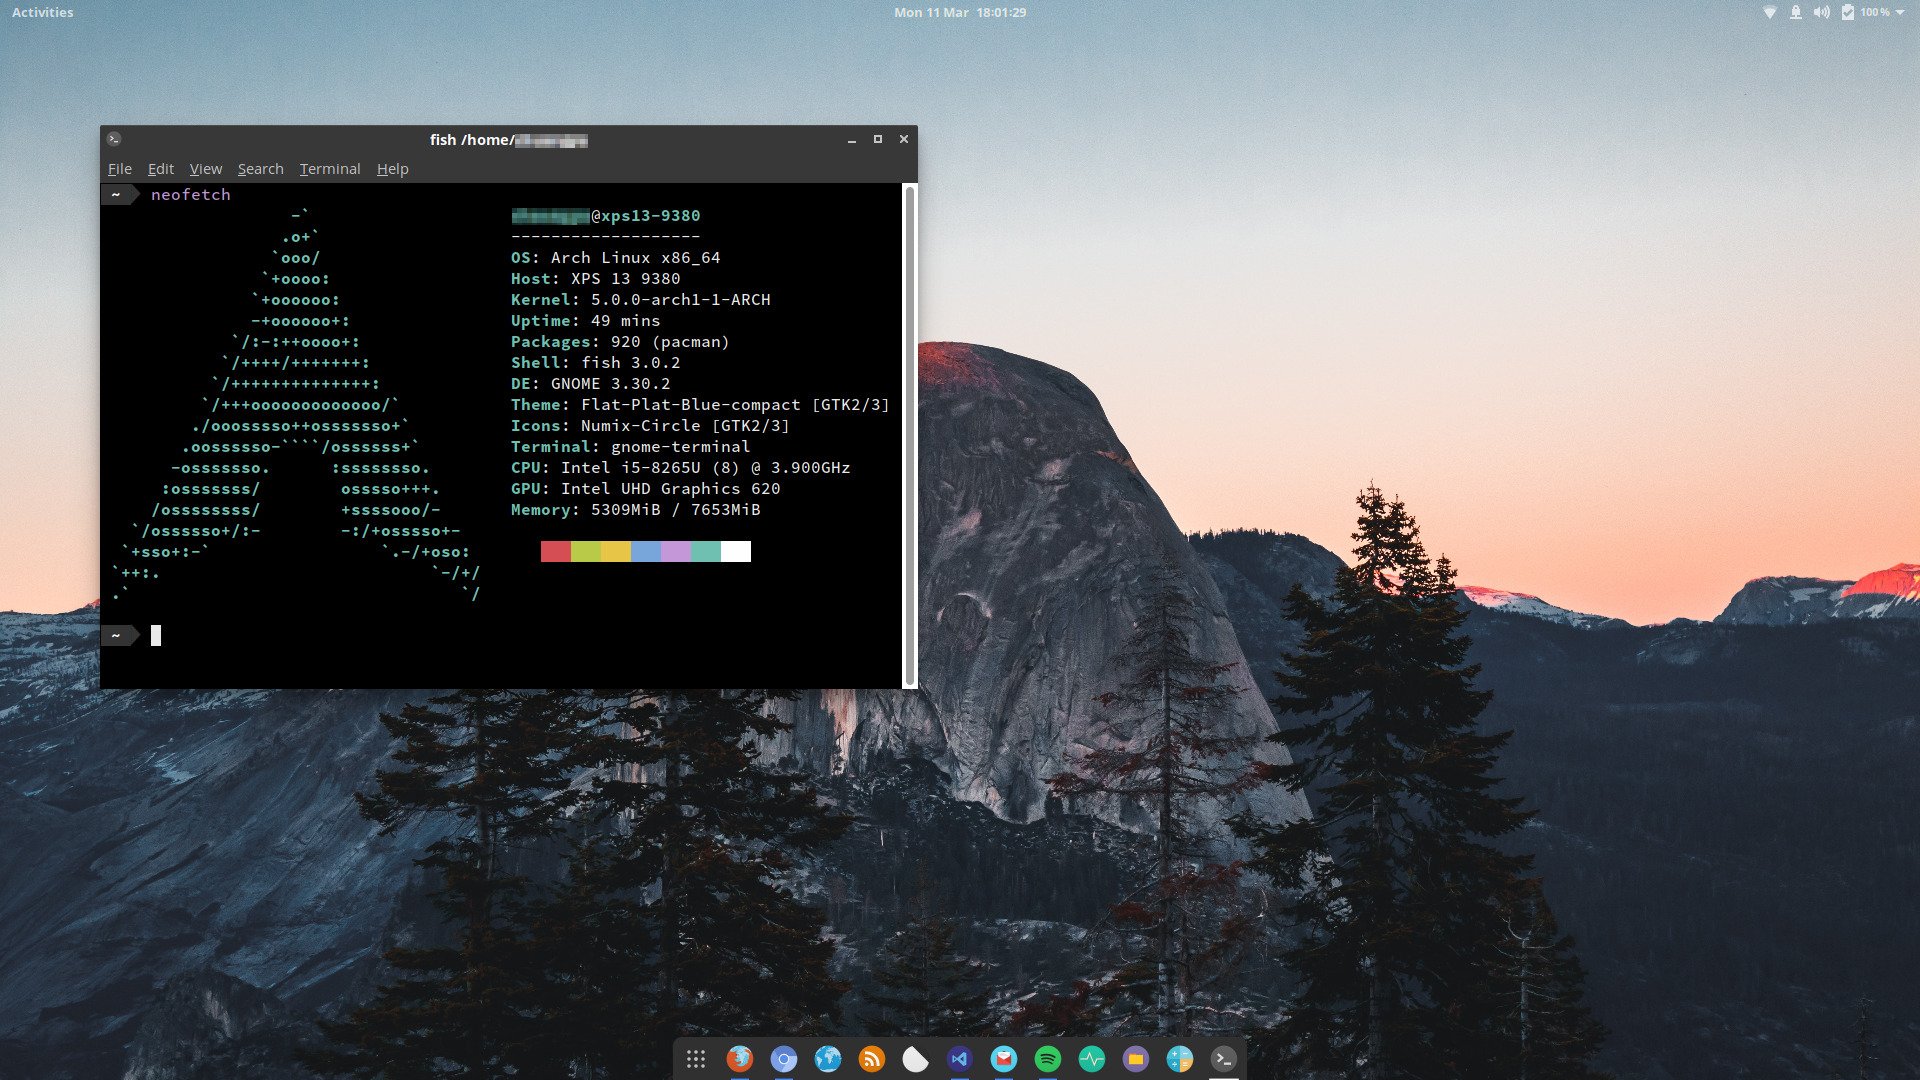 Activities
Mon 11 Mar 18:01:29
100 %
fish /home/
File Edit View Search Terminal Help
~ neofetch
-`
.o+`
`ooo/
`+oooo:
`+oooooo:
-+oooooo+:
`/:-:++oooo+:
`/++++/+++++++:
`/++++++++++++++:
`/+++ooooooooooooo/`
./ooosssso++osssssso+`
.oossssso-````/ossssss+`
-osssssso.      :ssssssso.
:osssssss/        osssso+++.
/ossssssss/        +ssssooo/-
`/ossssso+/:-        -:/+osssso+-
`+sso+:-`                 `.-/+oso:
`++:.                           `-/+/
.`                                 `/
@xps13-9380
-------------------
OS: Arch Linux x86_64
Host: XPS 13 9380
Kernel: 5.0.0-arch1-1-ARCH
Uptime: 49 mins
Packages: 920 (pacman)
Shell: fish 3.0.2
DE: GNOME 3.30.2
Theme: Flat-Plat-Blue-compact [GTK2/3]
Icons: Numix-Circle [GTK2/3]
Terminal: gnome-terminal
CPU: Intel i5-8265U (8) @ 3.900GHz
GPU: Intel UHD Graphics 620
Memory: 5309MiB / 7653MiB
~